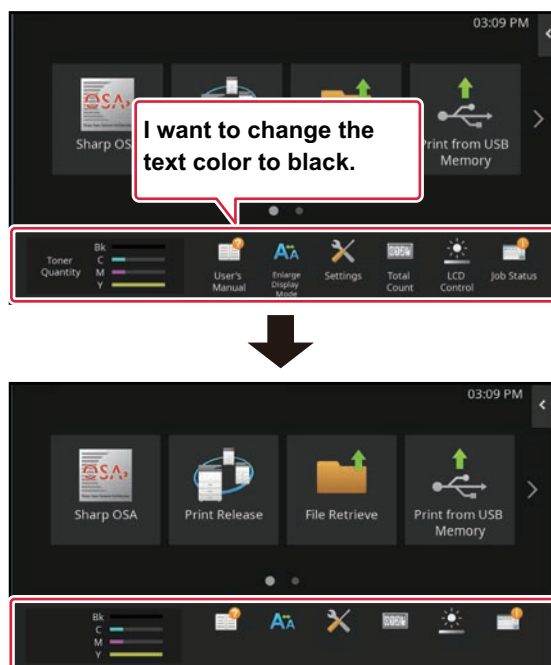 03:09 PM
I want to change the
text color to black.
Sharp OS
Print from USB
Memory
Toner
Quantity
Bk
C
M
Y
User's
Manual
Enlarge
Display
Mode
Settings
Total
Count
LCD
Control
Job Status
03:09 PM
OSA
Sharp OSA
Print Release
File Retrieve
Print from USB
Memory
Bk
C
M
Y